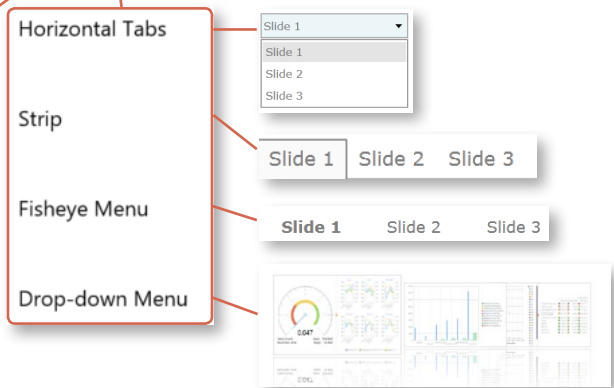 Horizontal Tabs
Slide 1
Slide 1
Slide 2
Slide 3
Strip
Slide 1 Slide 2 Slide 3
Fisheye Menu
Slide 1 Slide 2 Slide 3
Drop-down Menu
0.047